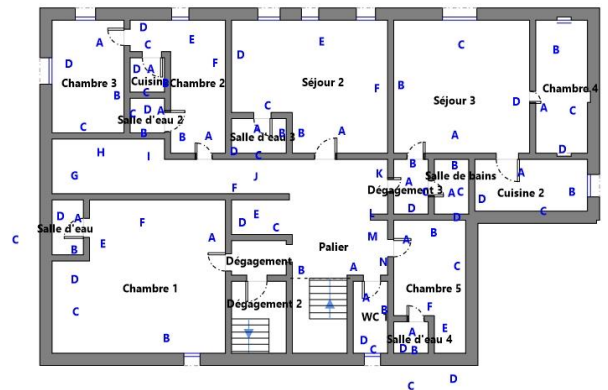 D
A
C
E
D
E
C
D
Chambre 3
D
A
Cuisine
B
Chambre 2
F
Séjour 2
F
B
Séjour 3
B
Chambre 4
B
C
D
A
Salle d'eau 2
B
B
A
C
A
B
B
Salle d'eau 3
D
C
A
D
A
C
A
D
C
H
I
G
J
F
K
A
Salle de bains
B
A
C
Dégagement 3
D
D
A
Cuisine 2
D
B
C
L
D
A
Salle d'eau
B
C
F
E
A
E
D
C
M
N
Palier
A
B
C
D
C
Chambre 1
B
Dégagement
Dégagement 2
B
A
A
B
WC
D
C
Chambre 5
F
A
Salle d'eau 4
D
B
E
C
D